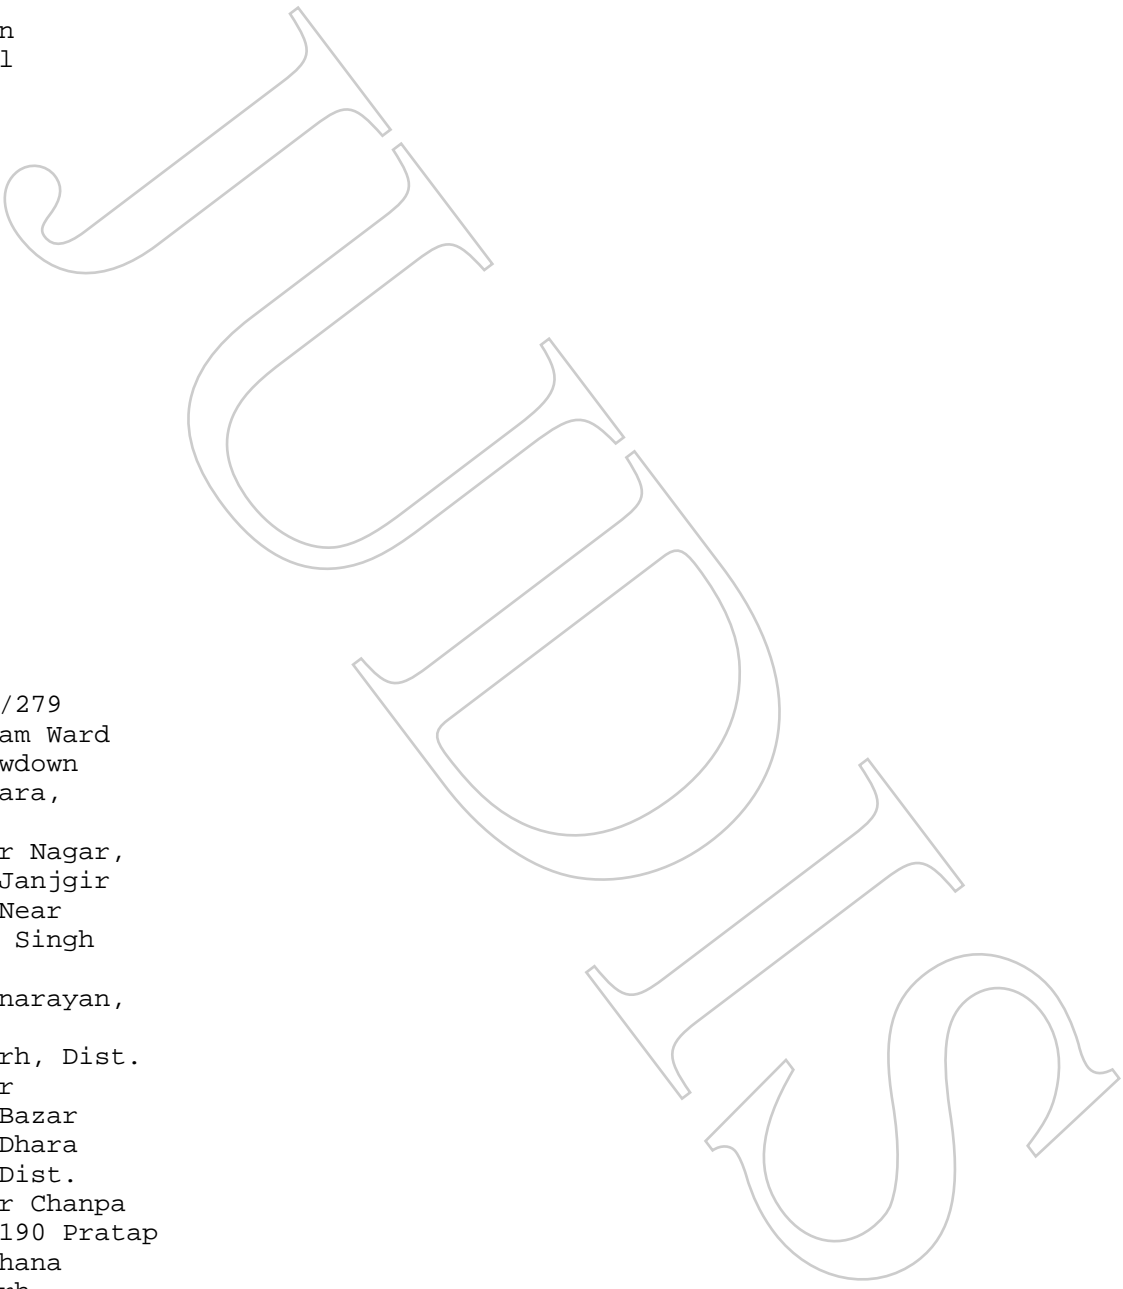 n
l
/279
am Ward
wdown
ara,
r Nagar,
Janjgir
Near
Singh
narayan,
rh, Dist.
r
Bazar
Dhara
Dist.
r Chanpa
190 Pratap
hana
JUDIS